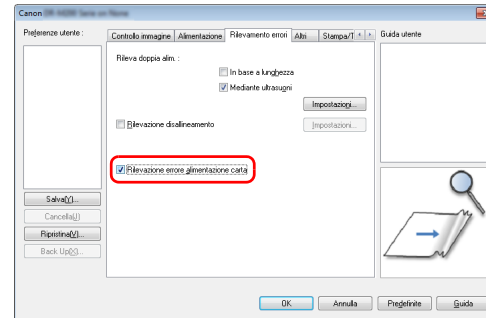 Canon
Preferenze utente :
Controllo immagine
Alimentazione
Rilevamento errori
Altri
Stampa/T
Guida utente
Rileva doppia alim. :
In base a lunghezza
Mediante ultrasuoni
Impostazioni...
Rilevazione disallineamento
Impostazioni...
Rilevazione errore alimentazione carta
Salva(Y)...
Cancella(J)
Ripristina(V)...
Back Up(X)...
OK
Annulla
Predefinite
Guida